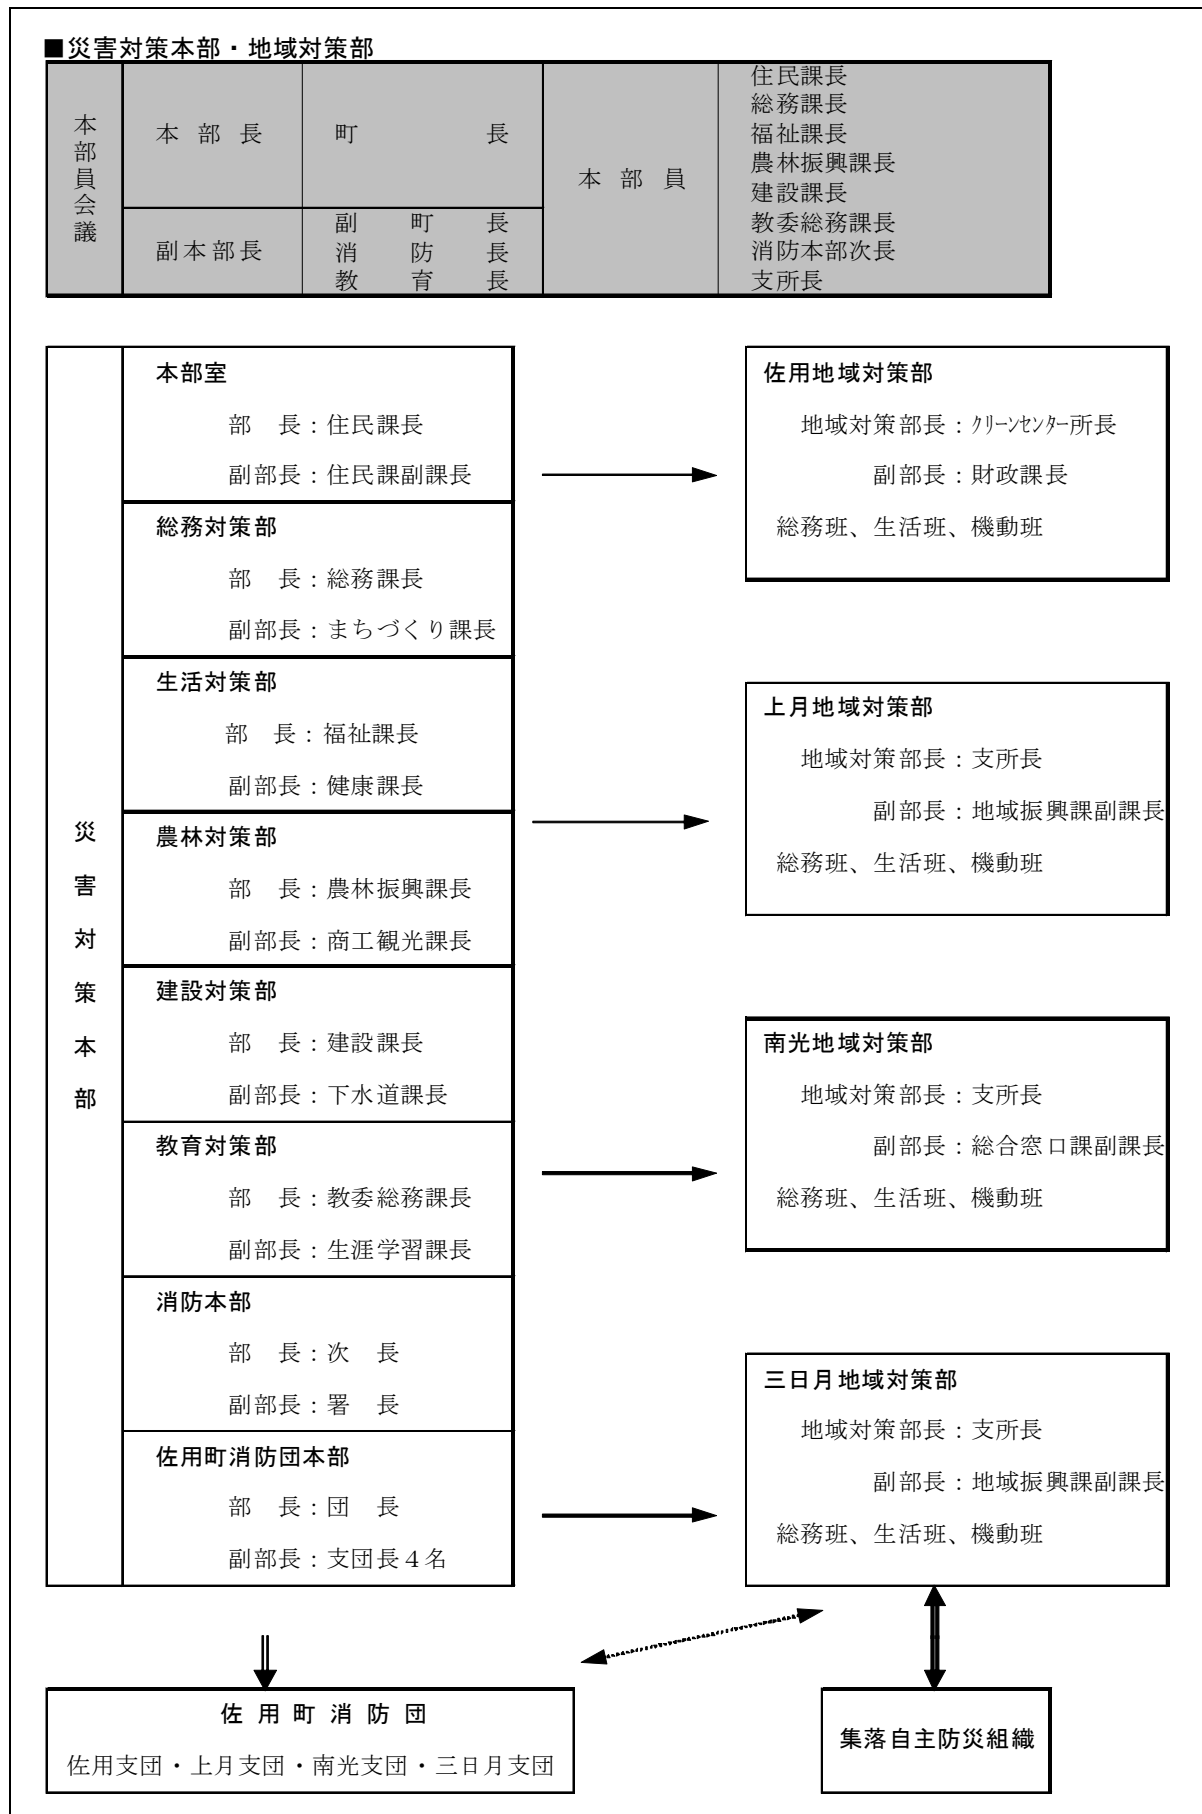 ■災害対策本部・地域対策部
本部員会議
本部長
町長
副本部長
副町長
消防長
教育長
本部員
住民課長
総務課長
福祉課長
農林振興課長
建設課長
教委総務課長
消防本部次長
支所長
災害対策本部
本部室
部　長：住民課長
副部長：住民課副課長
総務対策部
部　長：総務課長
副部長：まちづくり課長
生活対策部
部　長：福祉課長
副部長：健康課長
農林対策部
部　長：農林振興課長
副部長：商工観光課長
建設対策部
部　長：建設課長
副部長：下水道課長
教育対策部
部　長：教委総務課長
副部長：生涯学習課長
消防本部
部　長：次　長
副部長：署　長
佐用町消防団本部
部　長：団　長
副部長：支団長４名
佐用地域対策部
地域対策部長：ｸﾘｰﾝｾﾝﾀｰ所長
副部長：財政課長
総務班、生活班、機動班
上月地域対策部
地域対策部長：支所長
副部長：地域振興課副課長
総務班、生活班、機動班
南光地域対策部
地域対策部長：支所長
副部長：総合窓口課副課長
総務班、生活班、機動班
三日月地域対策部
地域対策部長：支所長
副部長：地域振興課副課長
総務班、生活班、機動班
佐用町消防団
佐用支団・上月支団・南光支団・三日月支団
集落自主防災組織